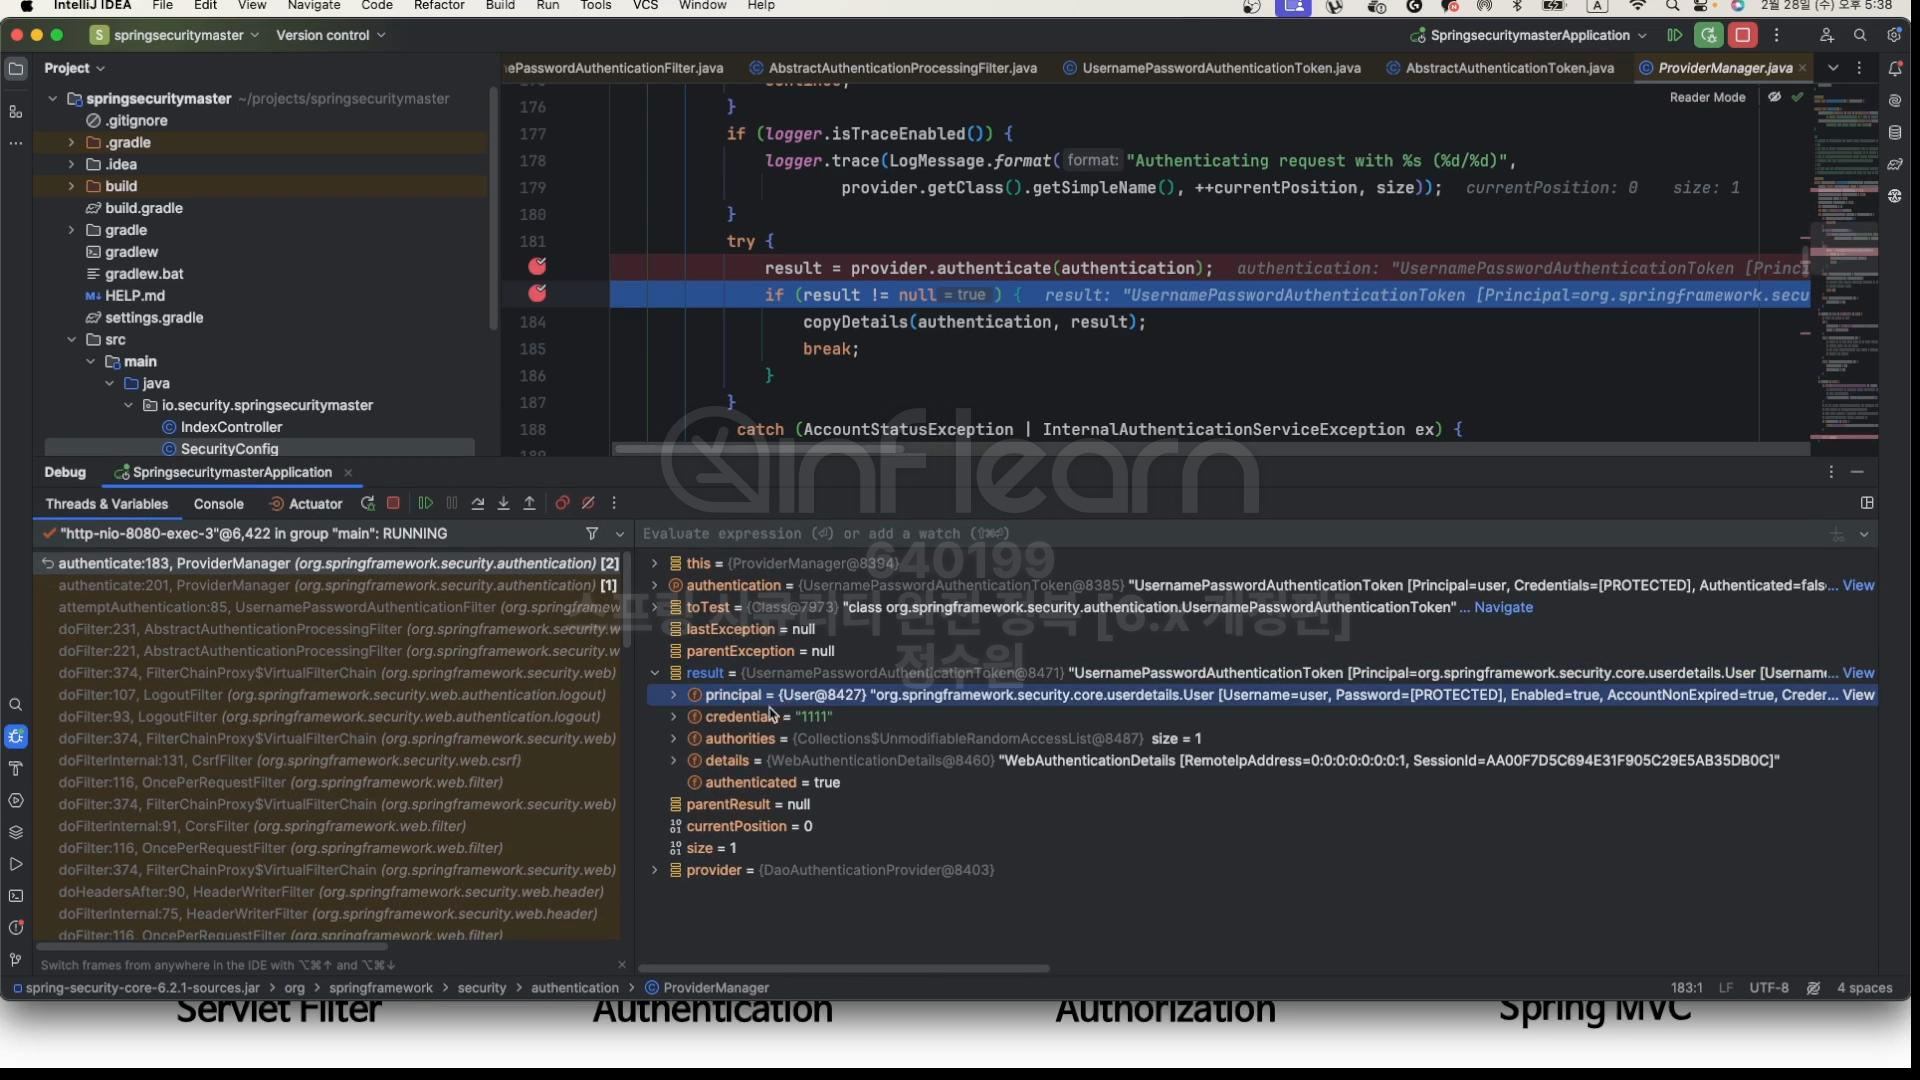 IntelliJ IDEA File Edit View Navigate Code Refactor Build Run Tools VCS Window Help A 2월 28일 (수) 오후 5:38
S springsecuritymaster Version control SpringsecuritymasterApplication
Project
ePasswordAuthenticationFilter.java AbstractAuthenticationProcessingFilter.java UsernamePasswordAuthenticationToken.java AbstractAuthenticationToken.java ProviderManager.java
springsecuritymaster ~/projects/springsecuritymaster
.gitignore
.gradle
.idea
build
build.gradle
gradle
gradlew
gradlew.bat
HELP.md
settings.gradle
src
main
java
io.security.springsecuritymaster
IndexController
SecurityConfig
Reader Mode
176 }
177 if (logger.isTraceEnabled()) {
178 logger.trace(LogMessage.format( format: "Authenticating request with %s (%d/%d)",
179 provider.getClass().getSimpleName(), ++currentPosition, size)); currentPosition: 0 size: 1
180 }
181 try {
result = provider.authenticate(authentication); authentication: "UsernamePasswordAuthenticationToken [Princi
if (result != null = true ) { result: "UsernamePasswordAuthenticationToken [Principal=org.springframework.secu
184 copyDetails(authentication, result);
185 break;
186 }
187 }
188 catch (AccountStatusException | InternalAuthenticationServiceException ex) {
inflearn
Debug SpringsecuritymasterApplication
Threads & Variables Console Actuator
"http-nio-8080-exec-3"@6,422 in group "main": RUNNING
authenticate:183, ProviderManager (org.springframework.security.authentication) [2]
authenticate:201, ProviderManager (org.springframework.security.authentication) [1]
attemptAuthentication:85, UsernamePasswordAuthenticationFilter (org.springframew
doFilter:231, AbstractAuthenticationProcessingFilter (org.springframework.security.w
doFilter:221, AbstractAuthenticationProcessingFilter (org.springframework.security.w
doFilter:374, FilterChainProxy$VirtualFilterChain (org.springframework.security.web)
doFilter:107, LogoutFilter (org.springframework.security.web.authentication.logout)
doFilter:93, LogoutFilter (org.springframework.security.web.authentication.logout)
doFilter:374, FilterChainProxy$VirtualFilterChain (org.springframework.security.web)
doFilterInternal:131, CsrfFilter (org.springframework.security.web.csrf)
doFilter:116, OncePerRequestFilter (org.springframework.web.filter)
doFilter:374, FilterChainProxy$VirtualFilterChain (org.springframework.security.web)
doFilterInternal:91, CorsFilter (org.springframework.web.filter)
doFilter:116, OncePerRequestFilter (org.springframework.web.filter)
doFilter:374, FilterChainProxy$VirtualFilterChain (org.springframework.security.web)
doHeadersAfter:90, HeaderWriterFilter (org.springframework.security.web.header)
doFilterInternal:75, HeaderWriterFilter (org.springframework.security.web.header)
doFilter:116, OncePerRequestFilter (org.springframework.web.filter)
Switch frames from anywhere in the IDE with ⌥⌘↑ and ⌥⌘↓
Evaluate expression (⏎) or add a watch (⇧⌘⏎)
640199
스프링 시큐리티 완전 정복 [6.x 개정판]
정수원
this = {ProviderManager@8394}
authentication = {UsernamePasswordAuthenticationToken@8385} "UsernamePasswordAuthenticationToken [Principal=user, Credentials=[PROTECTED], Authenticated=fals... View
toTest = {Class@7973} "class org.springframework.security.authentication.UsernamePasswordAuthenticationToken" ... Navigate
lastException = null
parentException = null
result = {UsernamePasswordAuthenticationToken@8471} "UsernamePasswordAuthenticationToken [Principal=org.springframework.security.core.userdetails.User [Usernam... View
principal = {User@8427} "org.springframework.security.core.userdetails.User [Username=user, Password=[PROTECTED], Enabled=true, AccountNonExpired=true, Creder... View
credentials = "1111"
authorities = {Collections$UnmodifiableRandomAccessList@8487} size = 1
details = {WebAuthenticationDetails@8460} "WebAuthenticationDetails [RemoteIpAddress=0:0:0:0:0:0:0:1, SessionId=AA00F7D5C694E31F905C29E5AB35DB0C]"
authenticated = true
parentResult = null
currentPosition = 0
size = 1
provider = {DaoAuthenticationProvider@8403}
spring-security-core-6.2.1-sources.jar > org > springframework > security > authentication > ProviderManager 183:1 LF UTF-8 4 spaces
Servlet Filter Authentication Authorization Spring MVC